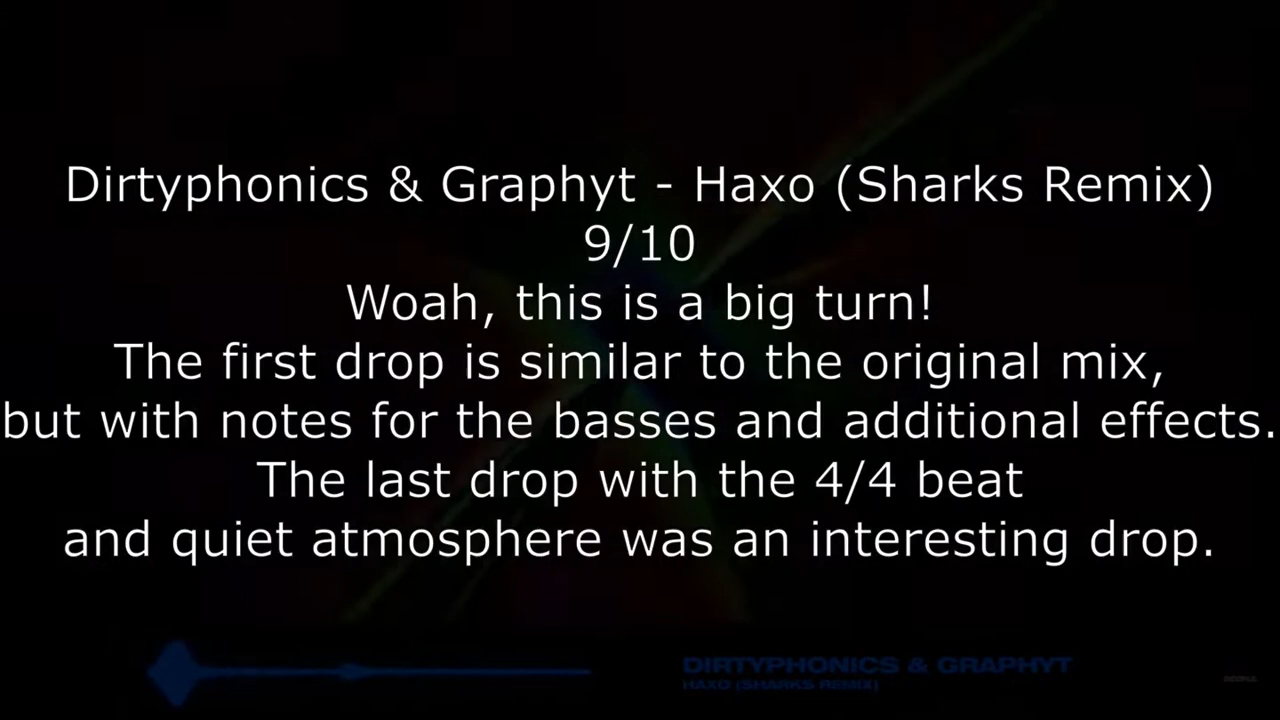 Dirtyphonics & Graphyt - Haxo (Sharks Remix)
9/10
Woah, this is a big turn!
The first drop is similar to the original mix,
but with notes for the basses and additional effects.
The last drop with the 4/4 beat
and quiet atmosphere was an interesting drop.
DIRTYPHONICS & GRAPHYT
HAXO (SHARKS REMIX)